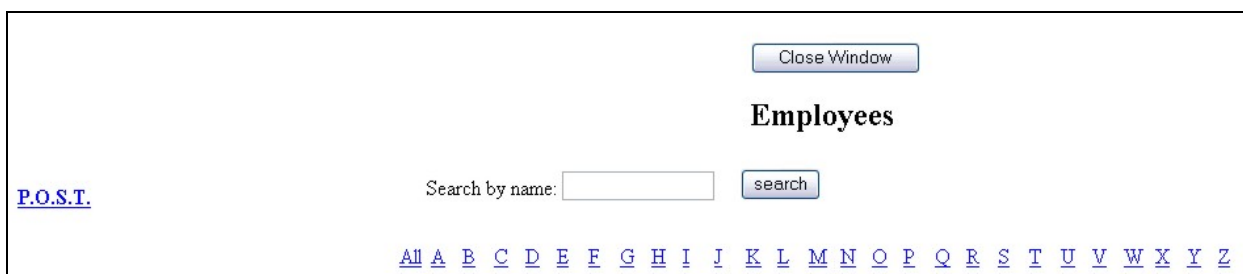 Close Window
Employees
Search by name: search
P.O.S.T.
All A B C D E F G H I J K L M N O P Q R S T U V W X Y Z